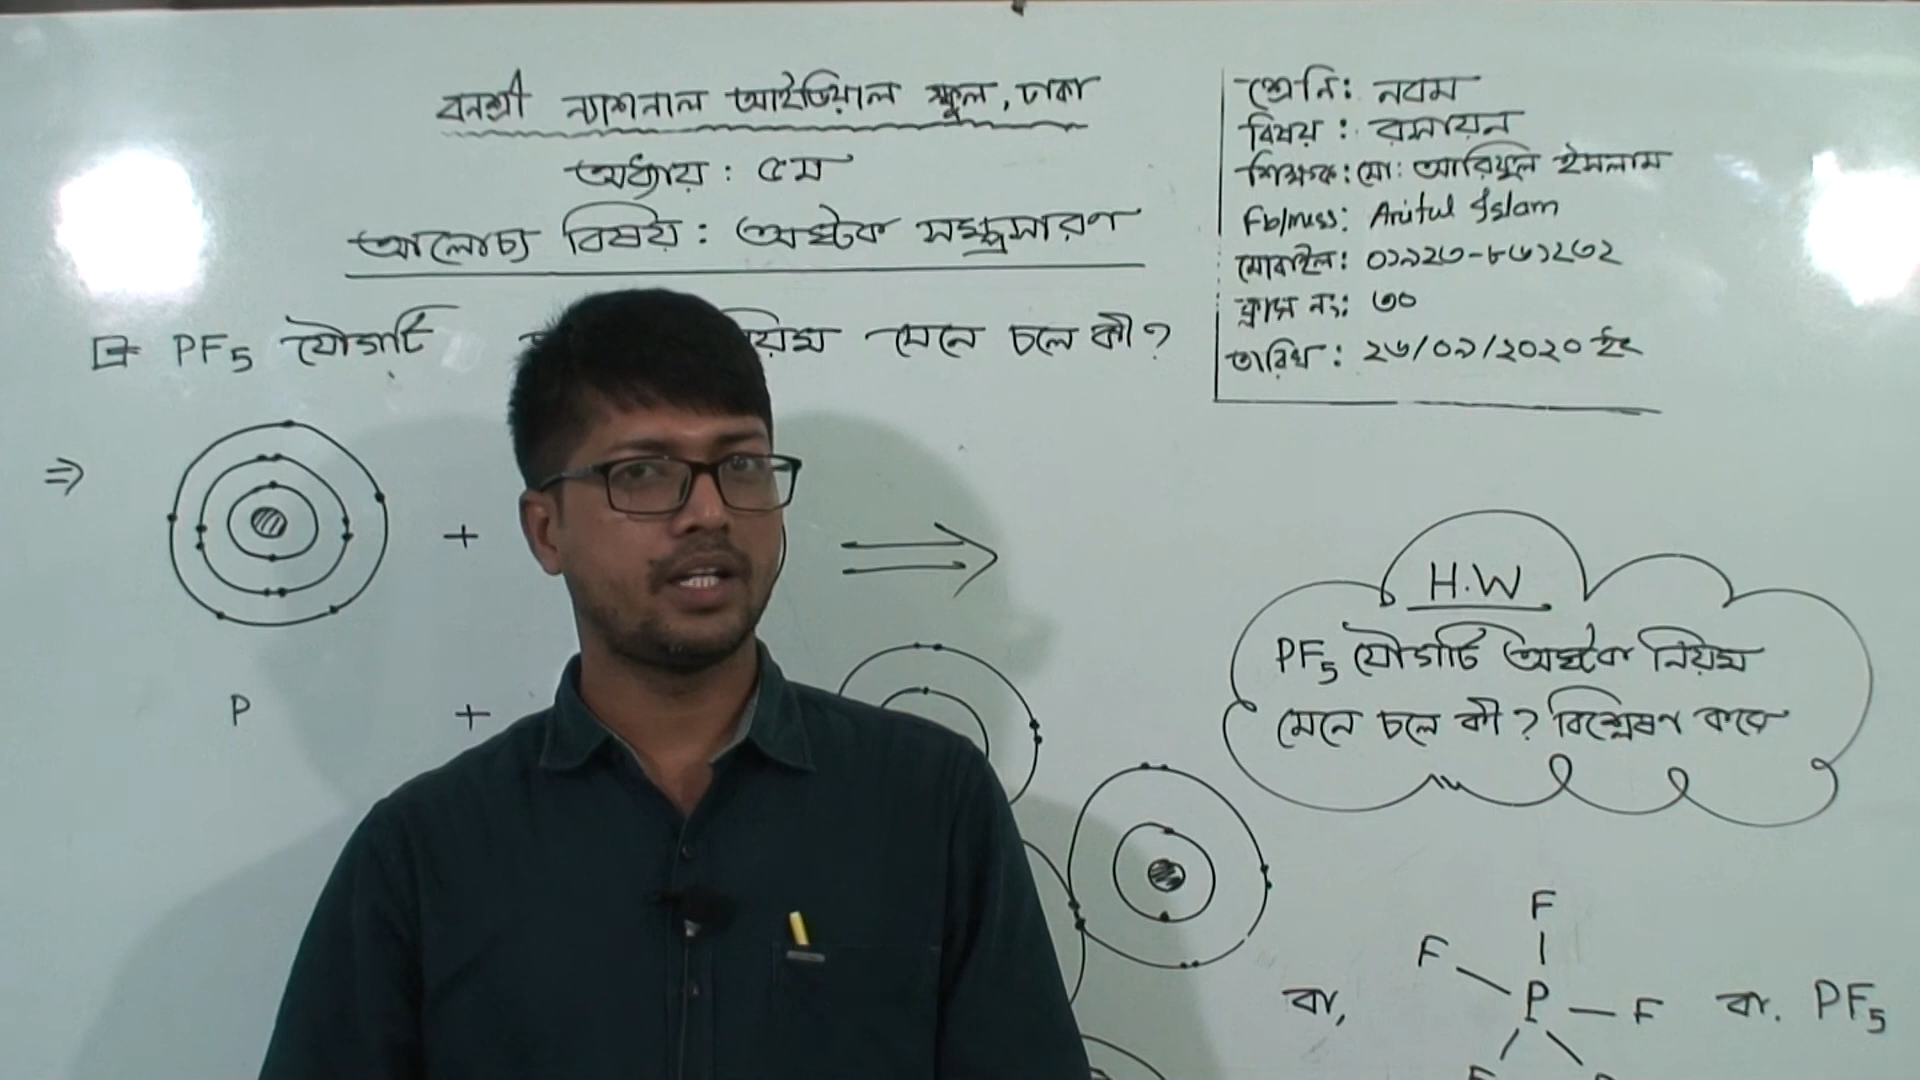 বনশ্রী ন্যাশনাল আইডিয়াল স্কুল, ঢাকা
অধ্যায় : ৫ম
আলোচ্য বিষয় : অষ্টক সম্প্রসারণ
শ্রেনি : নবম
বিষয় : রসায়ন
শিক্ষক : মো: আরিফুল ইসলাম
Fb/mess: Ariful Islam
মোবাইল : ০১৯২৩-৮৬১২৩২
ক্লাস নং : ৩০
তারিখ : ২৬/০৯/২০২০ ইং
PF5 যৌগটি মেনে চলে কী?
⇒
+
⇒
P +
H.W
PF5 যৌগটি অষ্টক নিয়ম
মেনে চলে কী? বিশ্লেষণ করো
F
F
বা, P - F বা. PF5
F